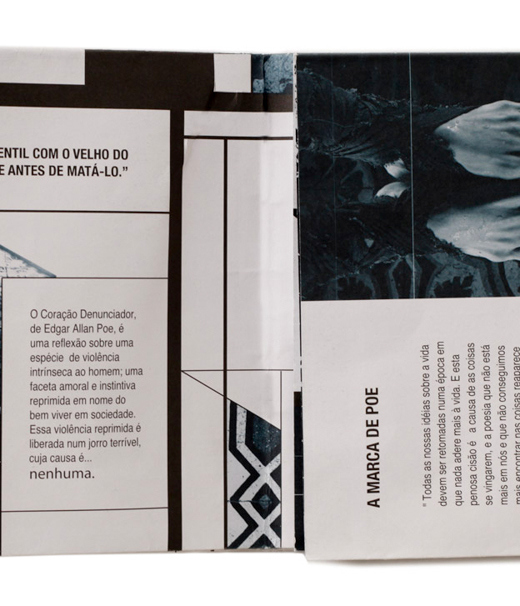 ENTIL COM O VELHO DO
E ANTES DE MATÁ-LO.”
O Coração Denunciador,
de Edgar Allan Poe, é
uma reflexão sobre uma
espécie de violência
intrínseca ao homem; uma
faceta amoral e instintiva
reprimida em nome do
bem viver em sociedade.
Essa violência reprimida é
liberada num jorro terrível,
cuja causa é...
nenhuma.
A MARCA DE POE
“ Todas as nossas idéias sobre a vida
devem ser retomadas numa época em
que nada adere mais à vida. E esta
penosa cisão é a causa de as coisas
se vingarem, e a poesia que não está
mais em nós e que não conseguimos
mais encontrar nas coisas reaparece